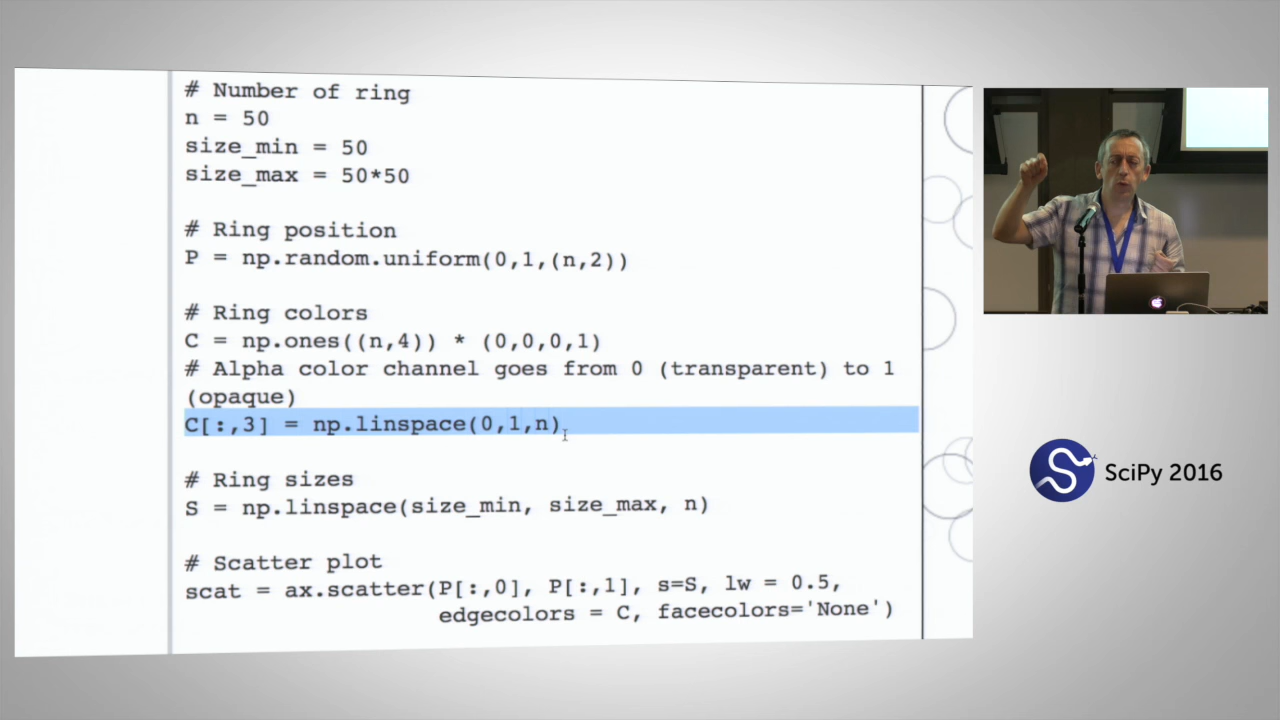 # Number of ring
n = 50
size_min = 50
size_max = 50*50
# Ring position
P = np.random.uniform(0,1,(n,2))
# Ring colors
C = np.ones((n,4)) * (0,0,0,1)
# Alpha color channel goes from 0 (transparent) to 1
(opaque)
C[:,3] = np.linspace(0,1,n)
# Ring sizes
S = np.linspace(size_min, size_max, n)
# Scatter plot
scat = ax.scatter(P[:,0], P[:,1], s=S, lw = 0.5,
edgecolors = C, facecolors='None')
SciPy 2016